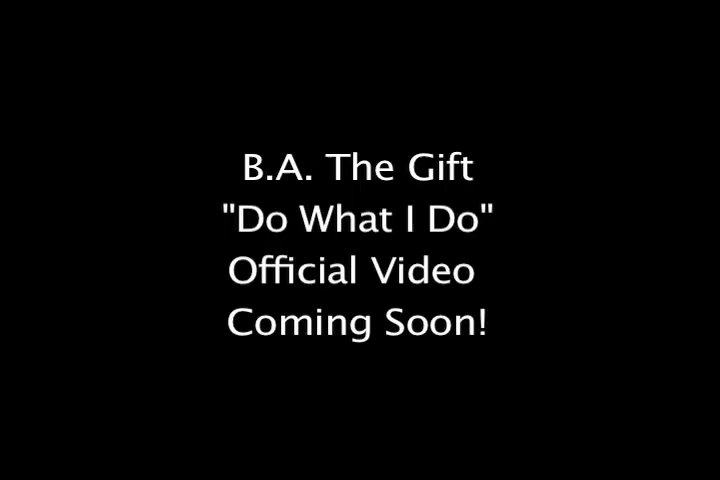 B.A. The Gift
"Do What I Do"
Official Video
Coming Soon!